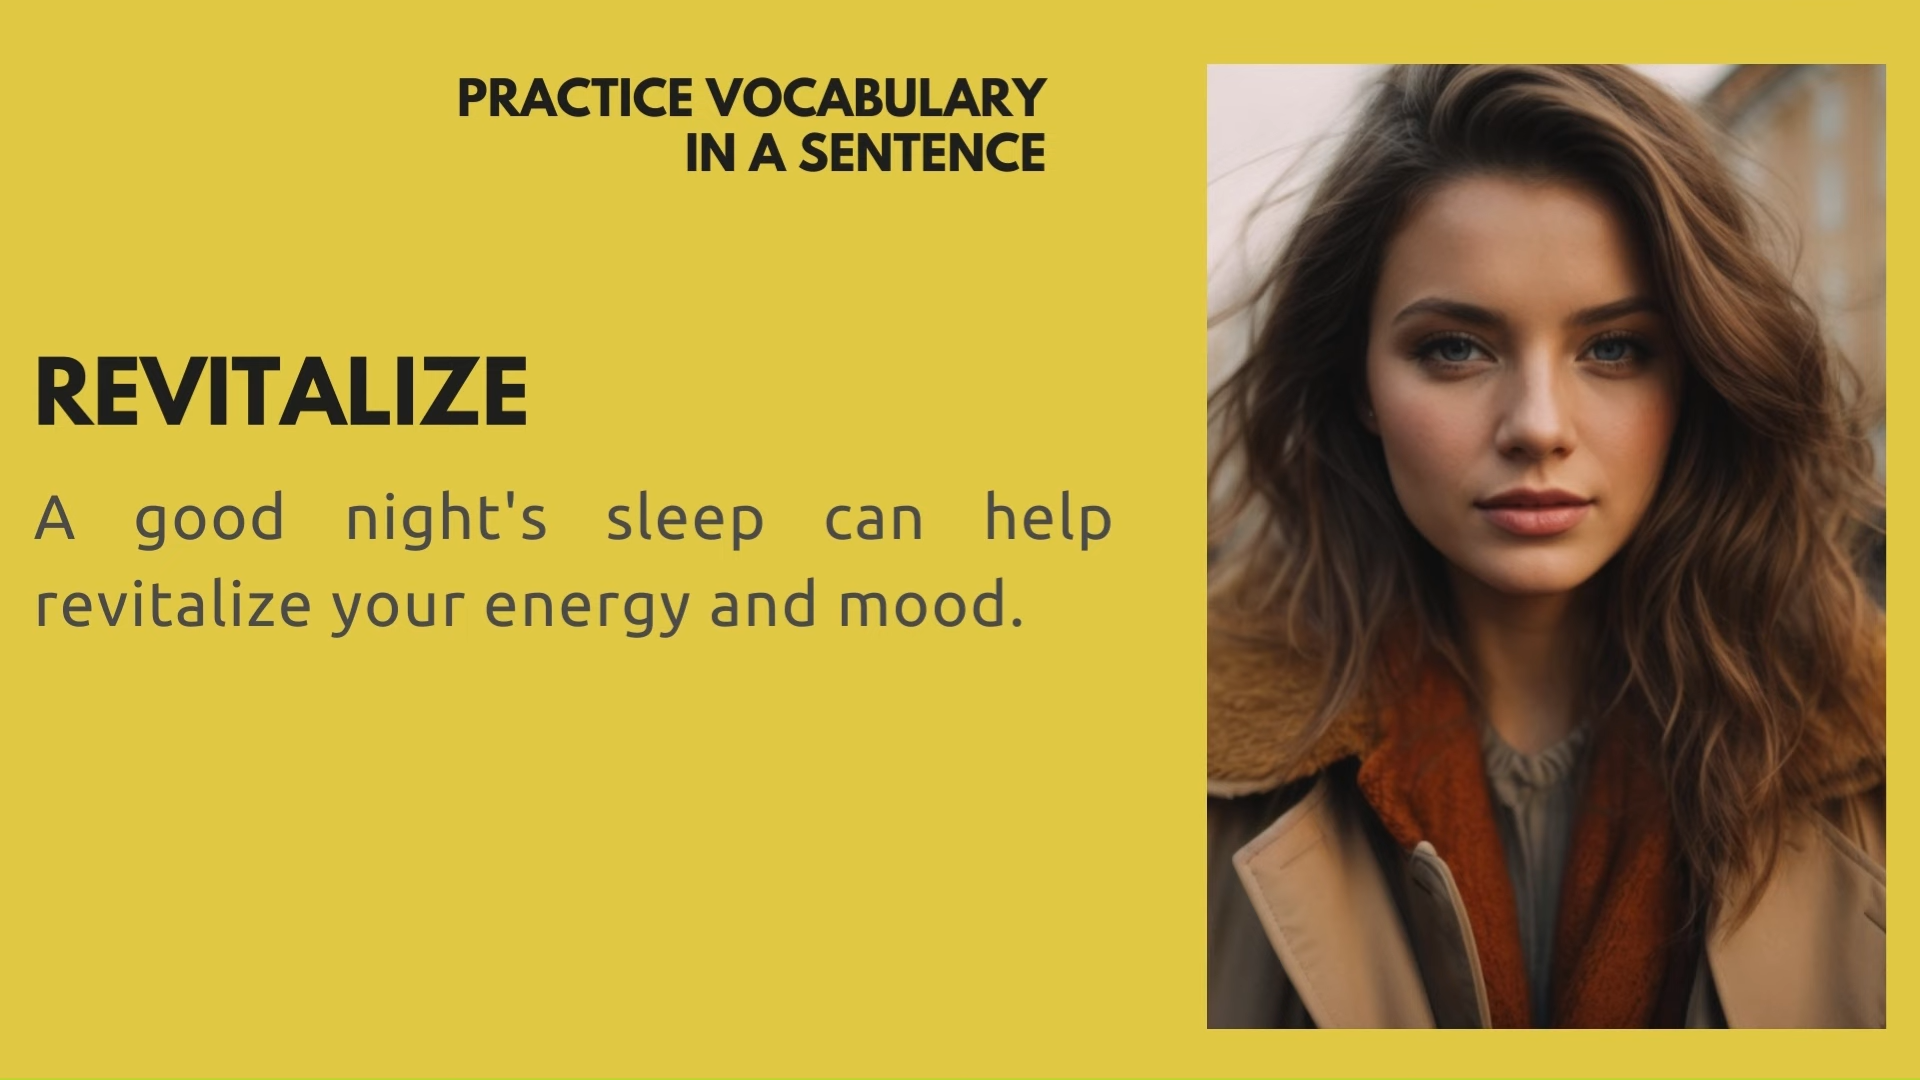 PRACTICE VOCABULARY
IN A SENTENCE
REVITALIZE
A good night's sleep can help
revitalize your energy and mood.